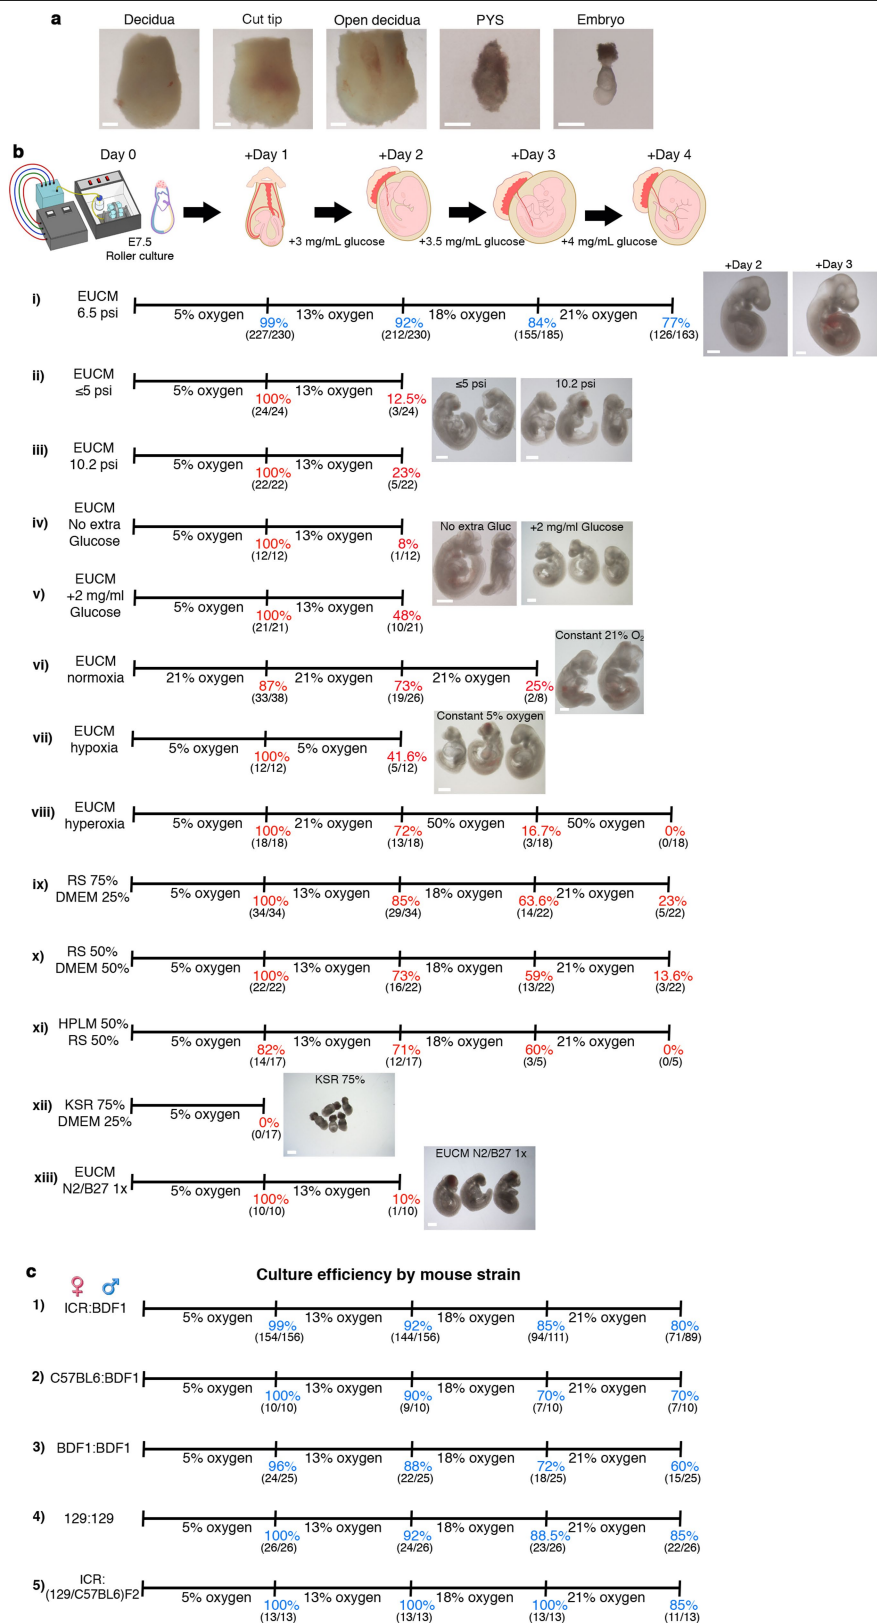 a
Decidua
Cut tip
Open decidua
PYS
Embryo
b
Day 0
+Day 1
+Day 2
+Day 3
+Day 4
E7.5
Roller culture
+3 mg/mL glucose
+3.5 mg/mL glucose
+4 mg/mL glucose
+Day 2
+Day 3
i)
EUCM
6.5 psi
5% oxygen
13% oxygen
18% oxygen
21% oxygen
99%
92%
84%
77%
(227/230)
(212/230)
(155/185)
(126/163)
ii)
EUCM
≤5 psi
5% oxygen
13% oxygen
100%
12.5%
(24/24)
(3/24)
≤5 psi
10.2 psi
iii)
EUCM
10.2 psi
5% oxygen
13% oxygen
100%
23%
(22/22)
(5/22)
iv)
EUCM
No extra
Glucose
5% oxygen
13% oxygen
100%
8%
(12/12)
(1/12)
No extra Gluc
+2 mg/ml Glucose
v)
EUCM
+2 mg/ml
Glucose
5% oxygen
13% oxygen
100%
48%
(21/21)
(10/21)
vi)
EUCM
normoxia
21% oxygen
21% oxygen
21% oxygen
87%
73%
25%
(33/38)
(19/26)
(2/8)
Constant 21% O2
vii)
EUCM
hypoxia
5% oxygen
5% oxygen
100%
41.6%
(12/12)
(5/12)
Constant 5% oxygen
viii)
EUCM
hyperoxia
5% oxygen
21% oxygen
50% oxygen
50% oxygen
100%
72%
16.7%
0%
(18/18)
(13/18)
(3/18)
(0/18)
ix)
RS 75%
DMEM 25%
5% oxygen
13% oxygen
18% oxygen
21% oxygen
100%
85%
63.6%
23%
(34/34)
(29/34)
(14/22)
(5/22)
x)
RS 50%
DMEM 50%
5% oxygen
13% oxygen
18% oxygen
21% oxygen
100%
73%
59%
13.6%
(22/22)
(16/22)
(13/22)
(3/22)
xi)
HPLM 50%
RS 50%
5% oxygen
13% oxygen
18% oxygen
21% oxygen
82%
71%
60%
0%
(14/17)
(12/17)
(3/5)
(0/5)
xii)
KSR 75%
DMEM 25%
5% oxygen
0%
(0/17)
KSR 75%
xiii)
EUCM
N2/B27 1x
5% oxygen
13% oxygen
100%
10%
(10/10)
(1/10)
EUCM N2/B27 1x
c
Culture efficiency by mouse strain
♀ ♂
1)
ICR:BDF1
5% oxygen
13% oxygen
18% oxygen
21% oxygen
99%
92%
85%
80%
(154/156)
(144/156)
(94/111)
(71/89)
2)
C57BL6:BDF1
5% oxygen
13% oxygen
18% oxygen
21% oxygen
100%
90%
70%
70%
(10/10)
(9/10)
(7/10)
(7/10)
3)
BDF1:BDF1
5% oxygen
13% oxygen
18% oxygen
21% oxygen
96%
88%
72%
60%
(24/25)
(22/25)
(18/25)
(15/25)
4)
129:129
5% oxygen
13% oxygen
18% oxygen
21% oxygen
100%
92%
88.5%
85%
(26/26)
(24/26)
(23/26)
(22/26)
5)
ICR:
(129/C57BL6)F2
5% oxygen
13% oxygen
18% oxygen
21% oxygen
100%
100%
100%
85%
(13/13)
(13/13)
(13/13)
(11/13)